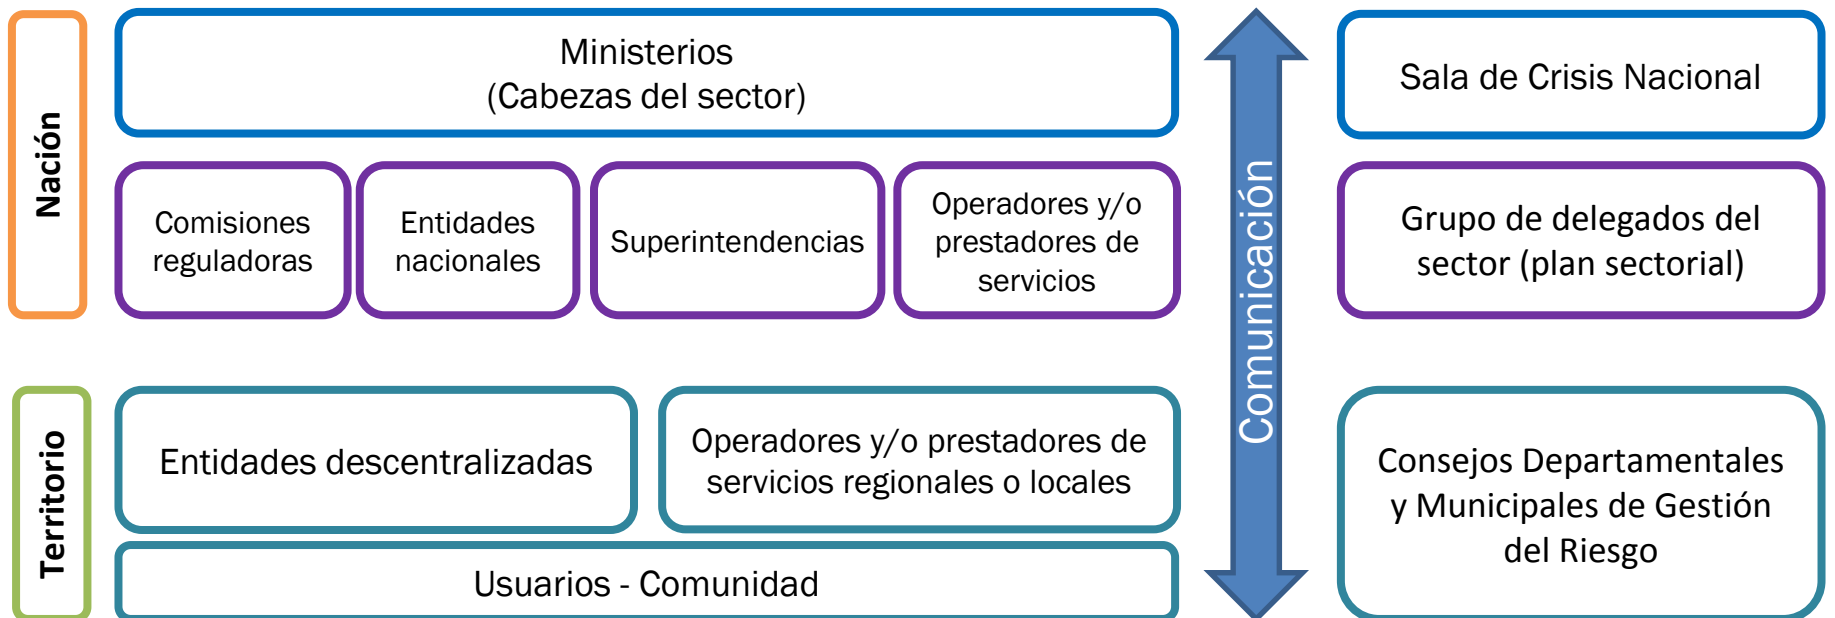 Nación
Ministerios
(Cabezas del sector)
Comisiones
reguladoras
Entidades
nacionales
Superintendencias
Operadores y/o
prestadores de
servicios
Territorio
Entidades descentralizadas
Operadores y/o prestadores de
servicios regionales o locales
Usuarios - Comunidad
Comunicación
Sala de Crisis Nacional
Grupo de delegados del
sector (plan sectorial)
Consejos Departamentales
y Municipales de Gestión
del Riesgo